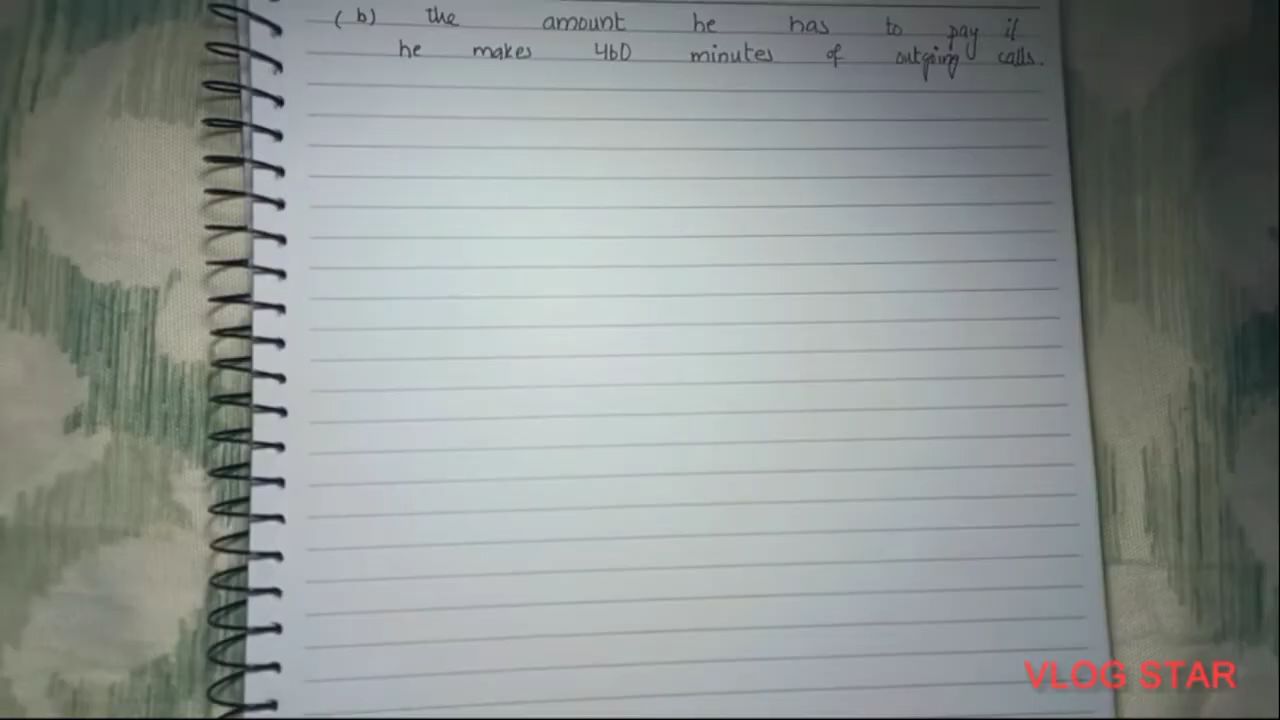 (b) the amount he has to pay if
he makes 460 minutes of outgoing calls.
VLOG STAR